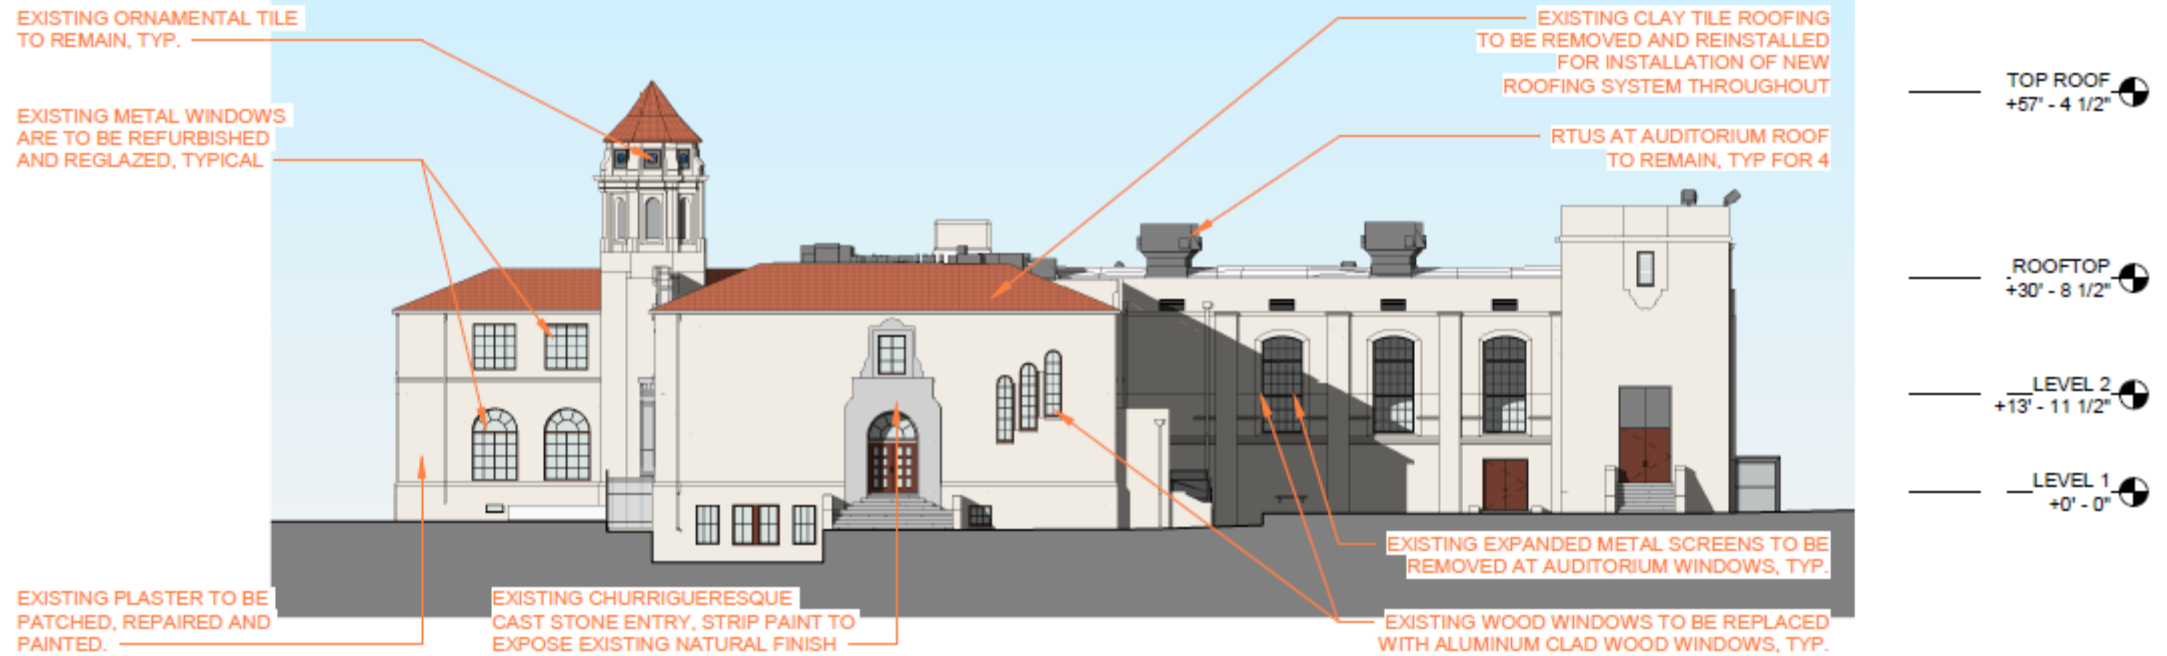 EXISTING ORNAMENTAL TILE
TO REMAIN, TYP.
EXISTING METAL WINDOWS
ARE TO BE REFURBISHED
AND REGLAZED, TYPICAL
EXISTING CLAY TILE ROOFING
TO BE REMOVED AND REINSTALLED
FOR INSTALLATION OF NEW
ROOFING SYSTEM THROUGHOUT
RTUS AT AUDITORIUM ROOF
TO REMAIN, TYP FOR 4
TOP ROOF
+57' - 4 1/2"
ROOFTOP
+30' - 8 1/2"
LEVEL 2
+13' - 11 1/2"
LEVEL 1
+0' - 0"
EXISTING EXPANDED METAL SCREENS TO BE
REMOVED AT AUDITORIUM WINDOWS, TYP.
EXISTING PLASTER TO BE
PATCHED, REPAIRED AND
PAINTED.
EXISTING CHURRIGUERESQUE
CAST STONE ENTRY, STRIP PAINT TO
EXPOSE EXISTING NATURAL FINISH
EXISTING WOOD WINDOWS TO BE REPLACED
WITH ALUMINUM CLAD WOOD WINDOWS, TYP.